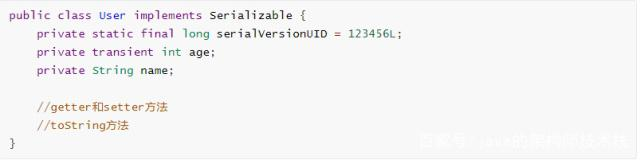 public class User implements Serializable {
private static final long serialVersionUID = 123456L;
private transient int age;
private String name;
//getter和setter方法
//toString方法
}
百家号/java的架构师技术栈